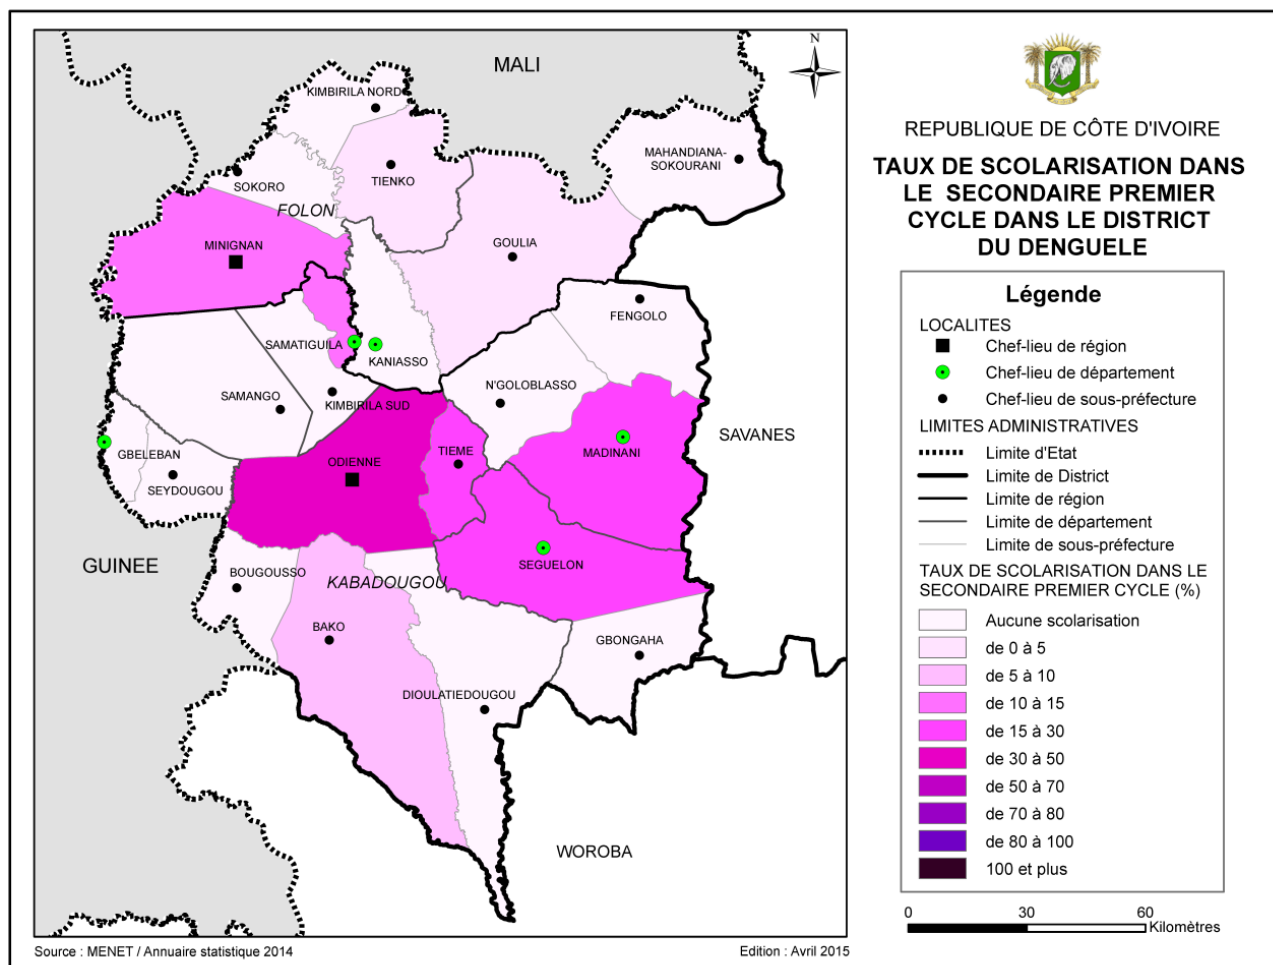 N
MALI
KIMBIRILA NORD
MAHANDIANA-
SOKOURANI
TIENKO
SOKORO
FOLON
MINIGNAN
GOULIA
FENGOLO
SAMATIGUILA
KANIASSO
N'GOLOBLASSO
SAMANGO
KIMBIRILA SUD
SAVANES
GBELEBAN
ODIENNE
TIEME
MADINANI
SEYDOUGOU
GUINEE
SEGUELON
BOUGOUSSO
KABADOUGOU
BAKO
GBONGAHA
DIOULATIEDOUGOU
WOROBA
Source : MENET / Annuaire statistique 2014
Edition : Avril 2015
REPUBLIQUE DE CÔTE D'IVOIRE
TAUX DE SCOLARISATION DANS
LE SECONDAIRE PREMIER
CYCLE DANS LE DISTRICT
DU DENGUELE
Légende
LOCALITES
Chef-lieu de région
Chef-lieu de département
Chef-lieu de sous-préfecture
LIMITES ADMINISTRATIVES
Limite d'Etat
Limite de District
Limite de région
Limite de département
Limite de sous-préfecture
TAUX DE SCOLARISATION DANS LE
SECONDAIRE PREMIER CYCLE (%)
Aucune scolarisation
de 0 à 5
de 5 à 10
de 10 à 15
de 15 à 30
de 30 à 50
de 50 à 70
de 70 à 80
de 80 à 100
100 et plus
0 30 60
Kilomètres